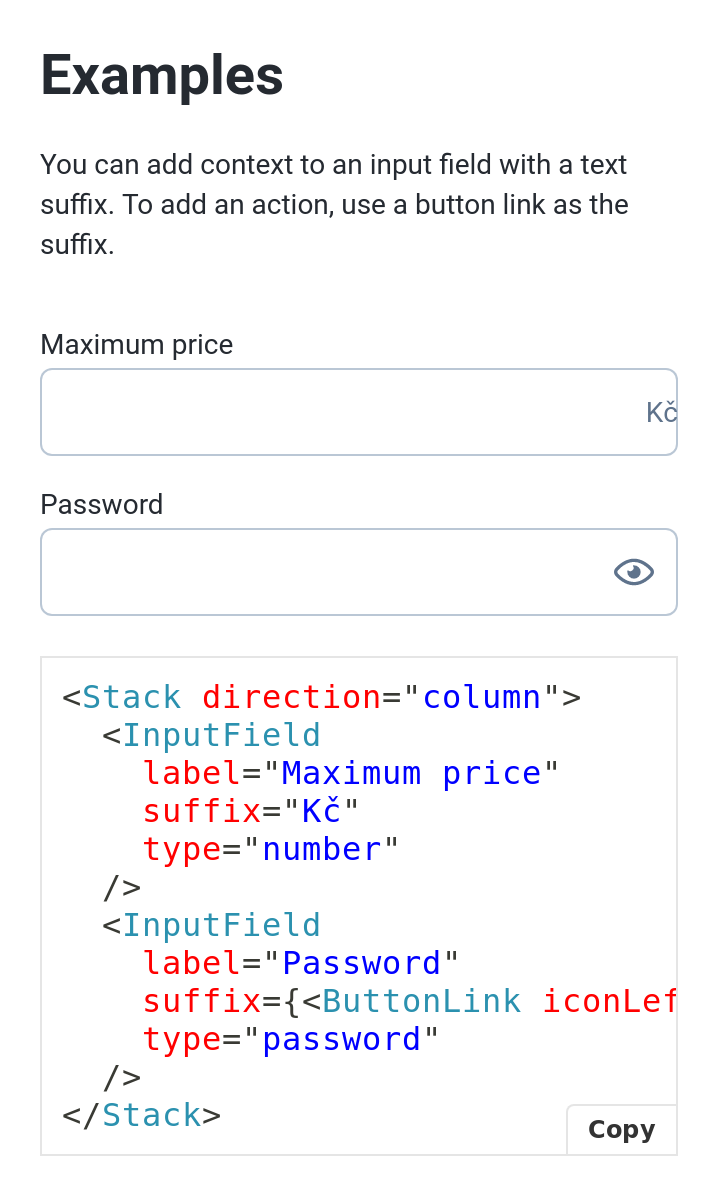 Examples
You can add context to an input field with a text
suffix. To add an action, use a button link as the
suffix.
Maximum price
Kč
Password
<Stack direction="column">
  <InputField
    label="Maximum price"
    suffix="Kč"
    type="number"
  />
  <InputField
    label="Password"
    suffix={<ButtonLink iconLef
    type="password"
  />
</Stack>
Copy